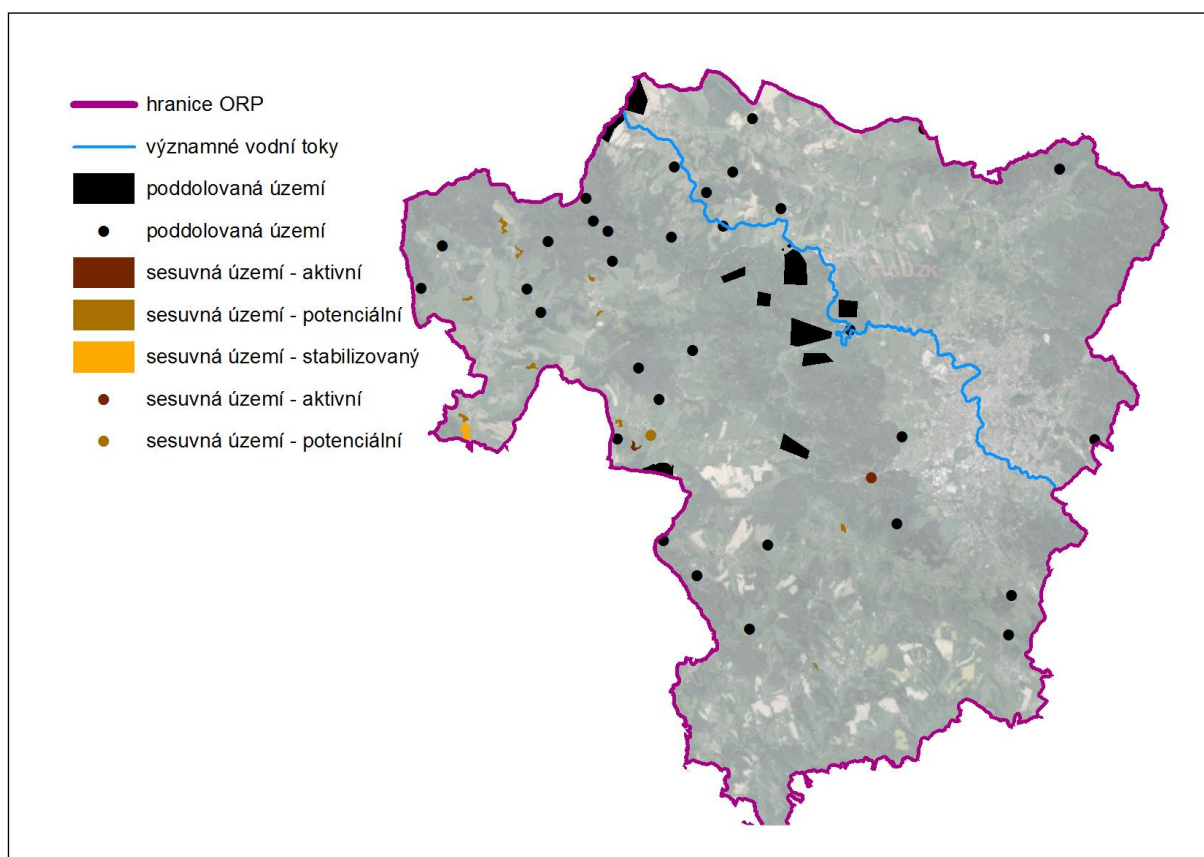 hranice ORP
významné vodní toky
poddolovaná území
poddolovaná území
sesuvná území - aktivní
sesuvná území - potenciální
sesuvná území - stabilizovaný
sesuvná území - aktivní
sesuvná území - potenciální